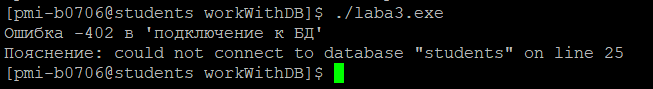 [pmi-b0706@students workWithDB]$ ./laba3.exe
Ошибка -402 в 'подключение к БД'
Пояснение: could not connect to database "students" on line 25
[pmi-b0706@students workWithDB]$